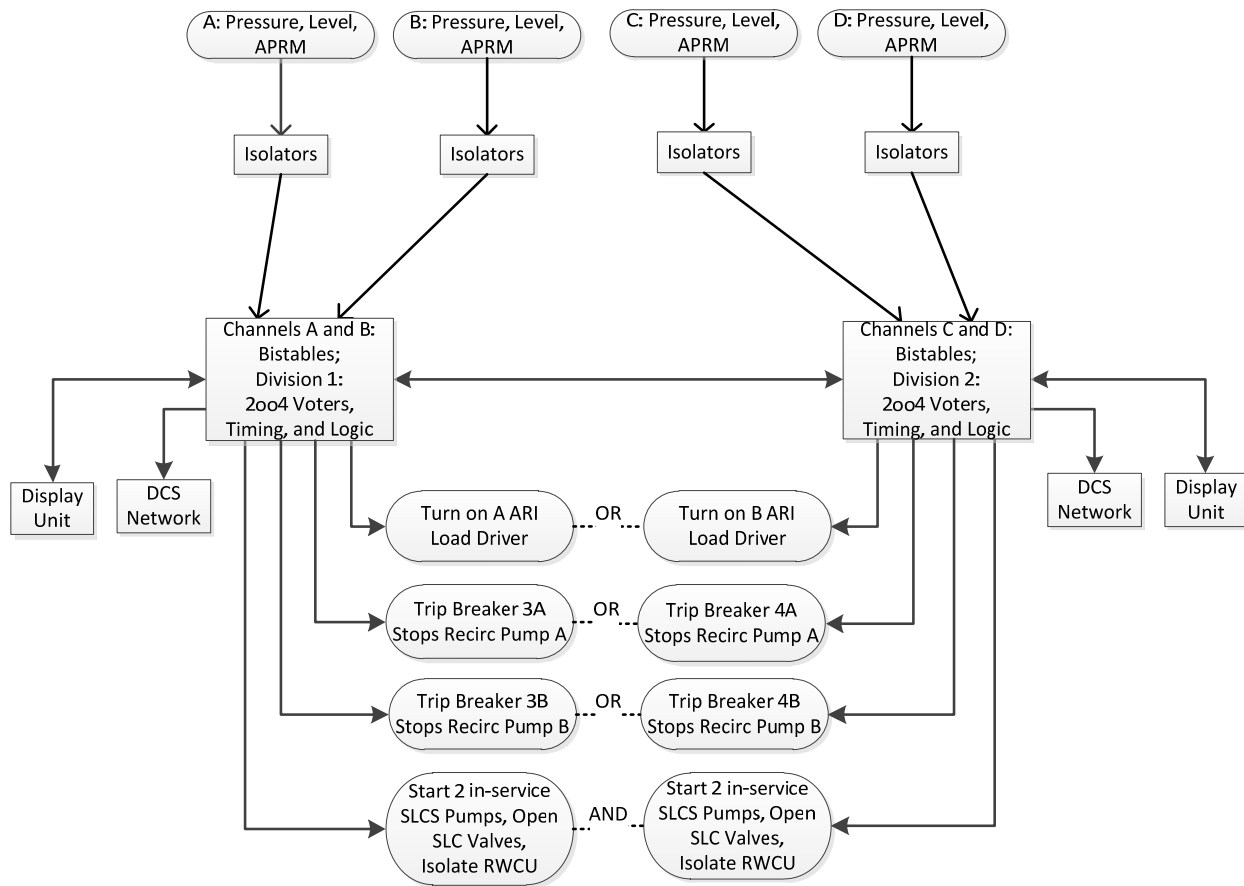 A: Pressure, Level,
APRM
B: Pressure, Level,
APRM
C: Pressure, Level,
APRM
D: Pressure, Level,
APRM
Isolators
Isolators
Isolators
Isolators
Channels A and B:
Bistables;
Division 1:
2oo4 Voters,
Timing, and Logic
Channels C and D:
Bistables;
Division 2:
2oo4 Voters,
Timing, and Logic
Display
Unit
DCS
Network
DCS
Network
Display
Unit
Turn on A ARI
Load Driver
OR
Turn on B ARI
Load Driver
Trip Breaker 3A
Stops Recirc Pump A
OR
Trip Breaker 4A
Stops Recirc Pump A
Trip Breaker 3B
Stops Recirc Pump B
OR
Trip Breaker 4B
Stops Recirc Pump B
Start 2 in-service
SLCS Pumps, Open
SLC Valves,
Isolate RWCU
AND
Start 2 in-service
SLCS Pumps, Open
SLC Valves,
Isolate RWCU